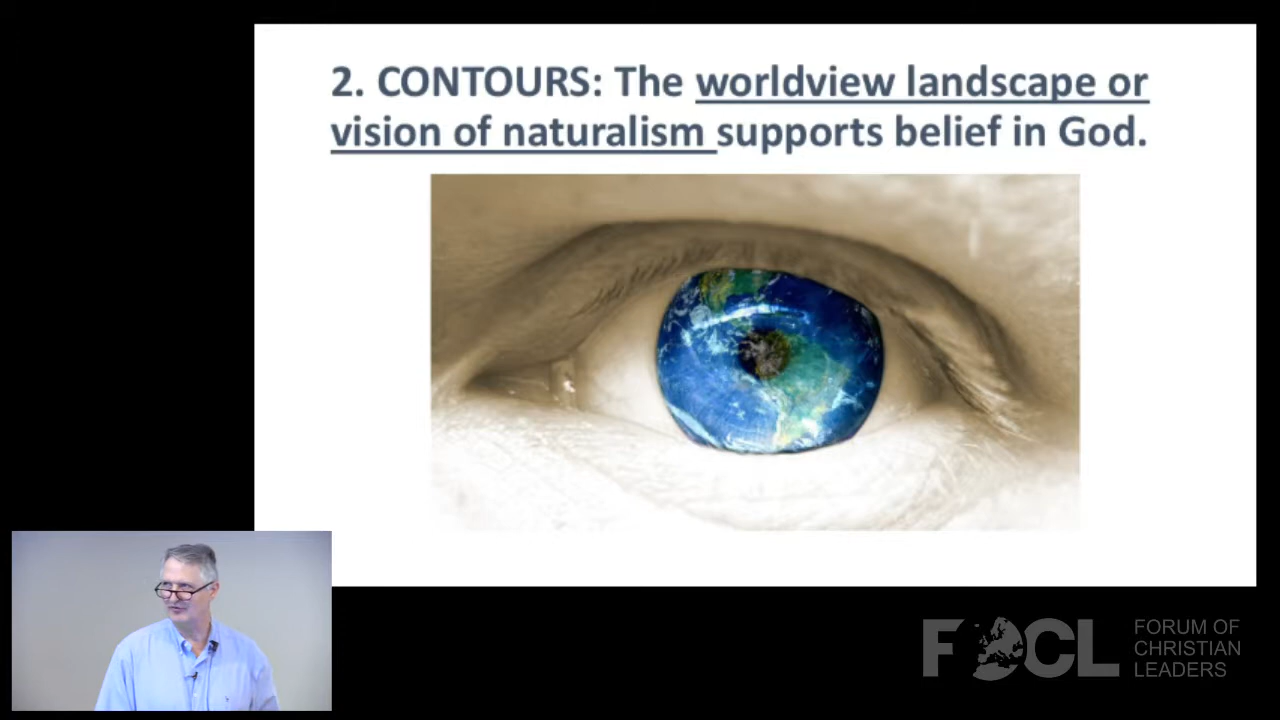 2. CONTOURS: The worldview landscape or
vision of naturalism supports belief in God.
FOCL
FORUM OF
CHRISTIAN
LEADERS